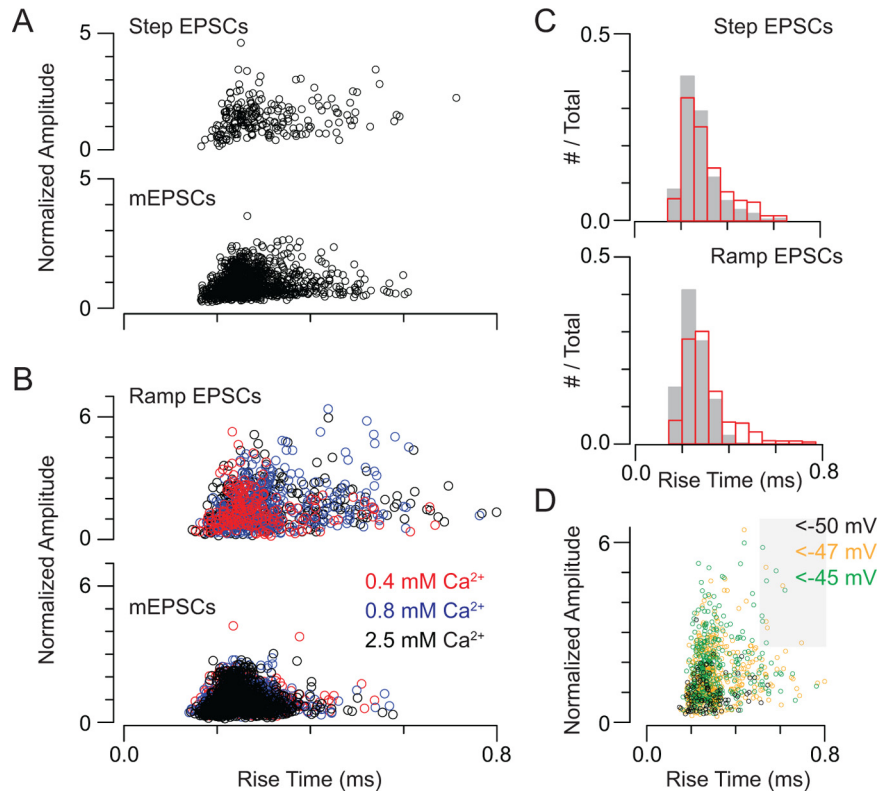 A
Step EPSCs
5
0
Normalized Amplitude
mEPSCs
5
0
B
Ramp EPSCs
6
0
Normalized Amplitude
mEPSCs
0.4 mM Ca²⁺
0.8 mM Ca²⁺
2.5 mM Ca²⁺
6
0
0.0
0.8
Rise Time (ms)
C
Step EPSCs
0.5
# / Total
0.0
Ramp EPSCs
0.5
# / Total
0.0
0.0
0.8
Rise Time (ms)
D
<-50 mV
<-47 mV
<-45 mV
6
Normalized Amplitude
0
0.0
0.8
Rise Time (ms)